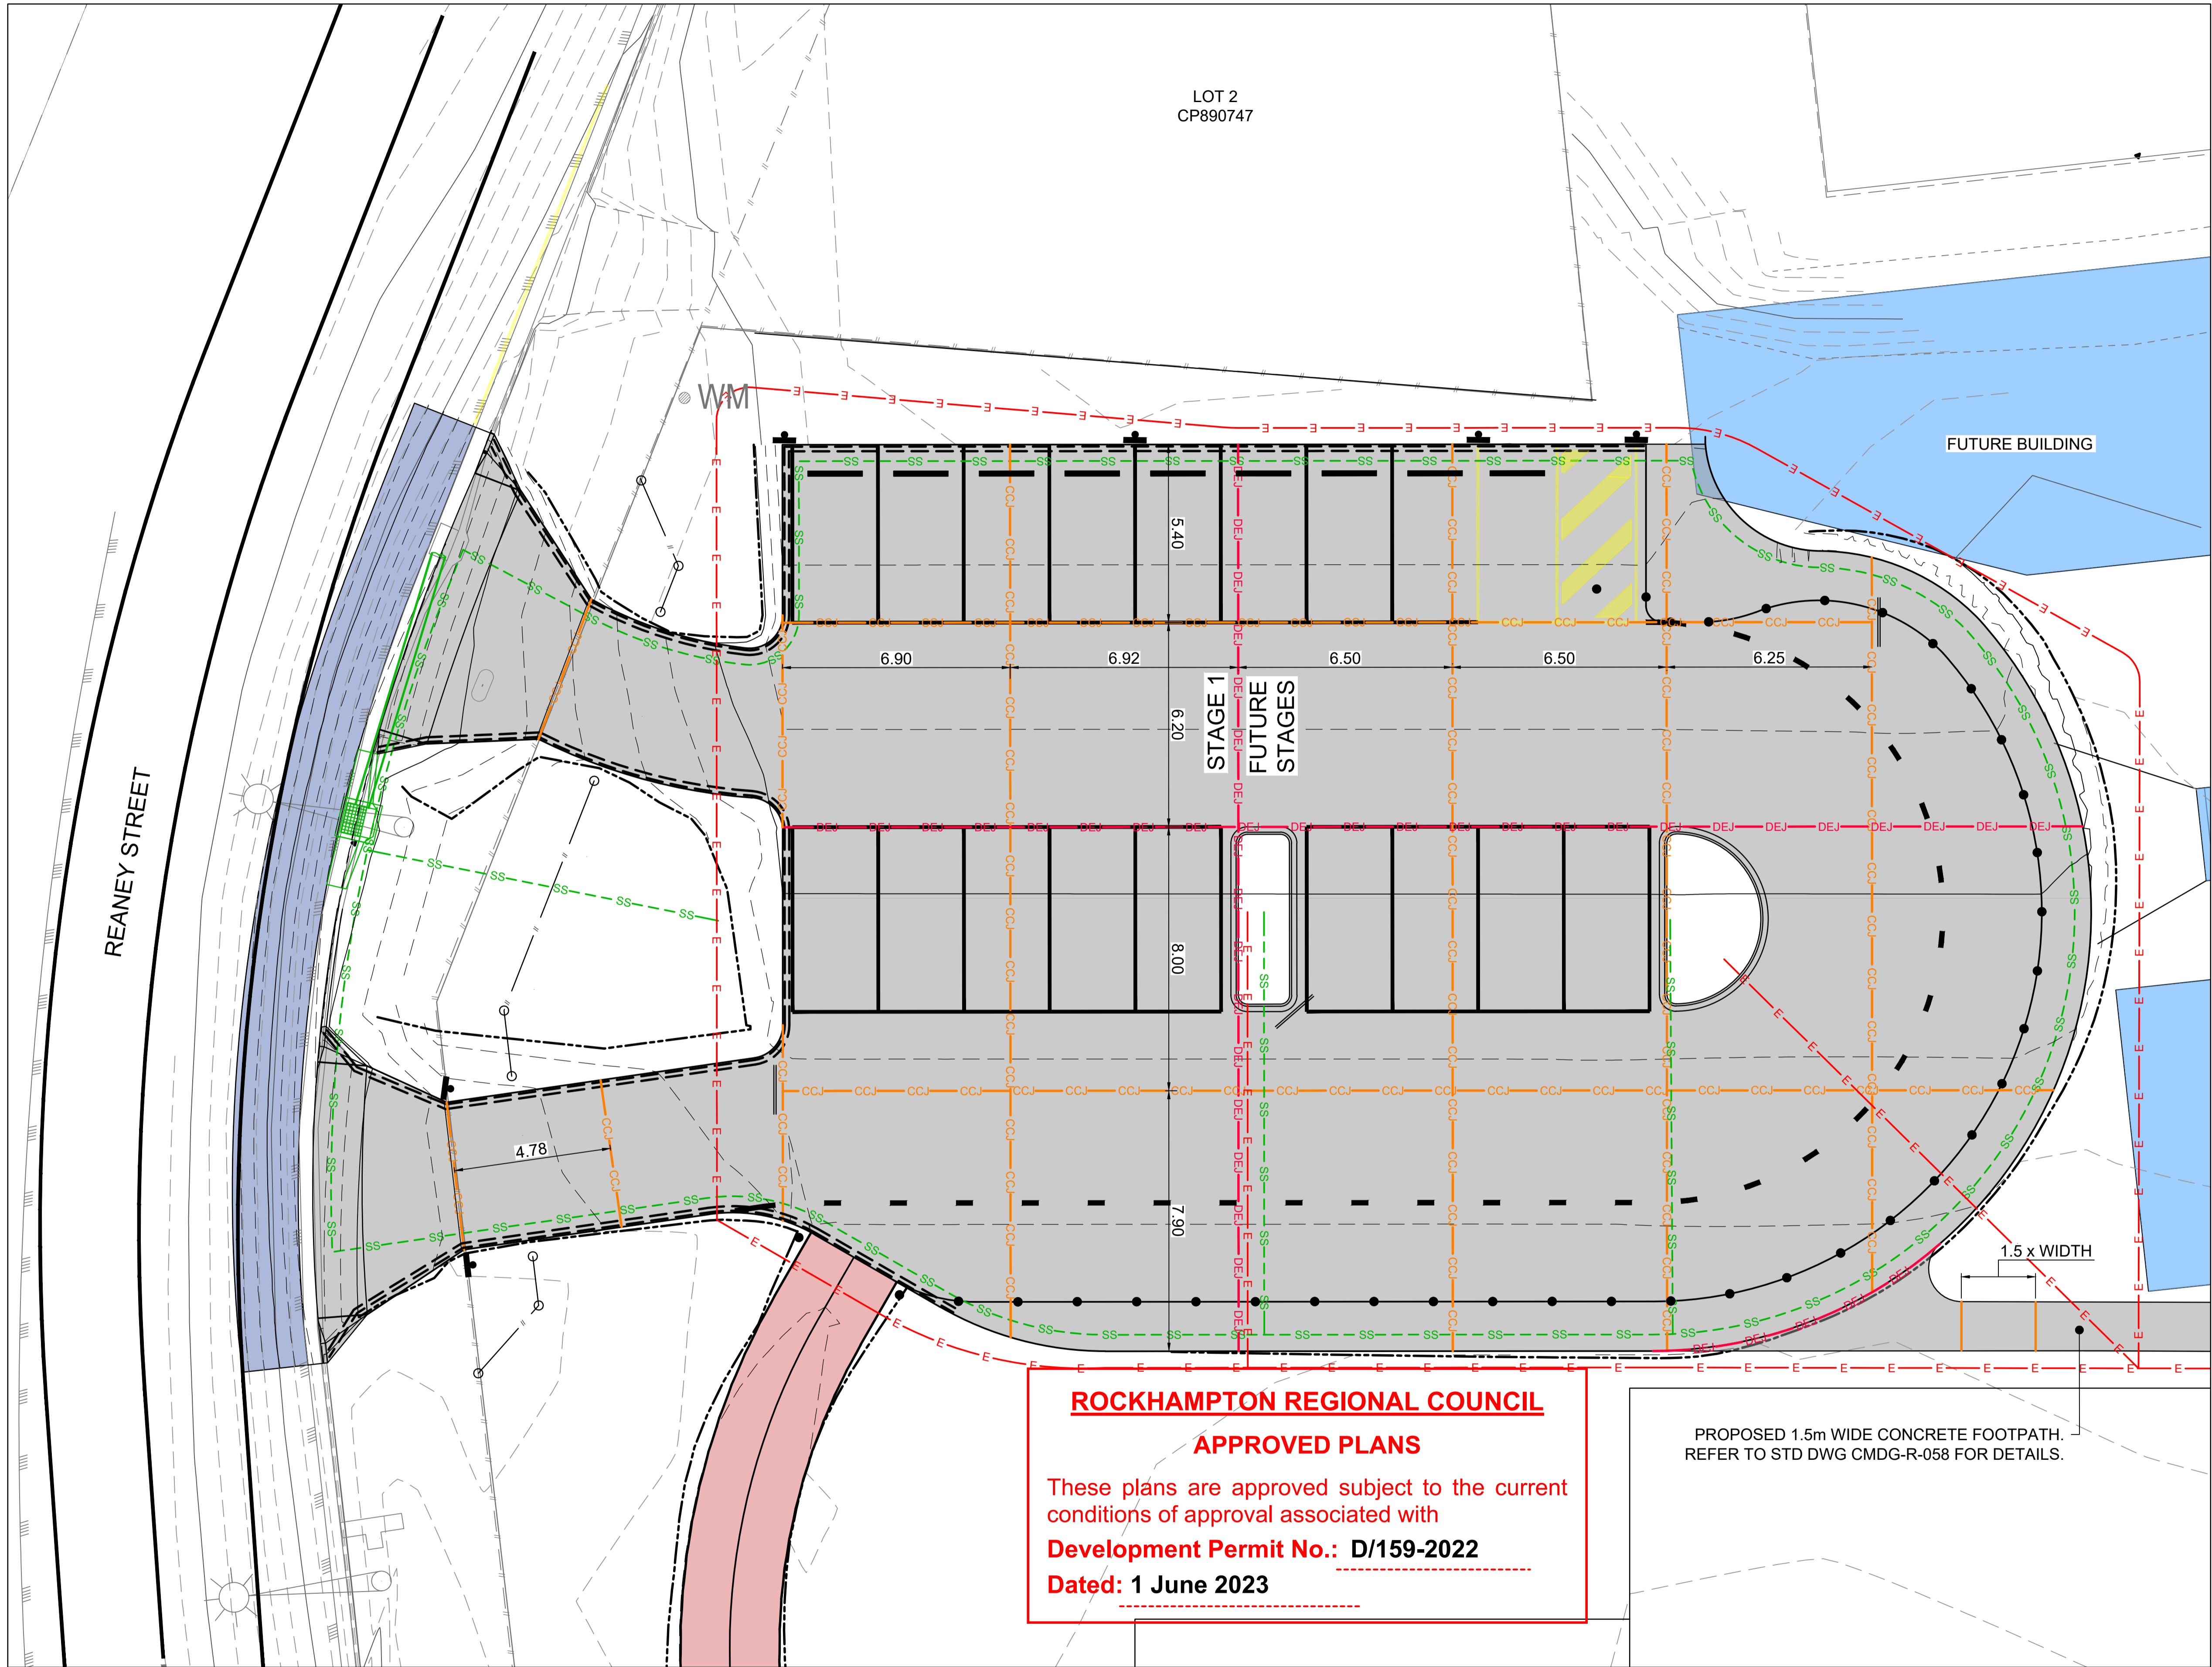 LOT 2
CP890747
WM
FUTURE BUILDING
5.40
6.90
6.92
6.50
6.50
6.25
6.20
STAGE 1
FUTURE
STAGES
REANEY STREET
8.00
4.78
7.90
1.5 x WIDTH
PROPOSED 1.5m WIDE CONCRETE FOOTPATH.
REFER TO STD DWG CMDG-R-058 FOR DETAILS.
ROCKHAMPTON REGIONAL COUNCIL
APPROVED PLANS
These plans are approved subject to the current
conditions of approval associated with
Development Permit No.: D/159-2022
Dated: 1 June 2023
E
SS
CCJ
DEJ